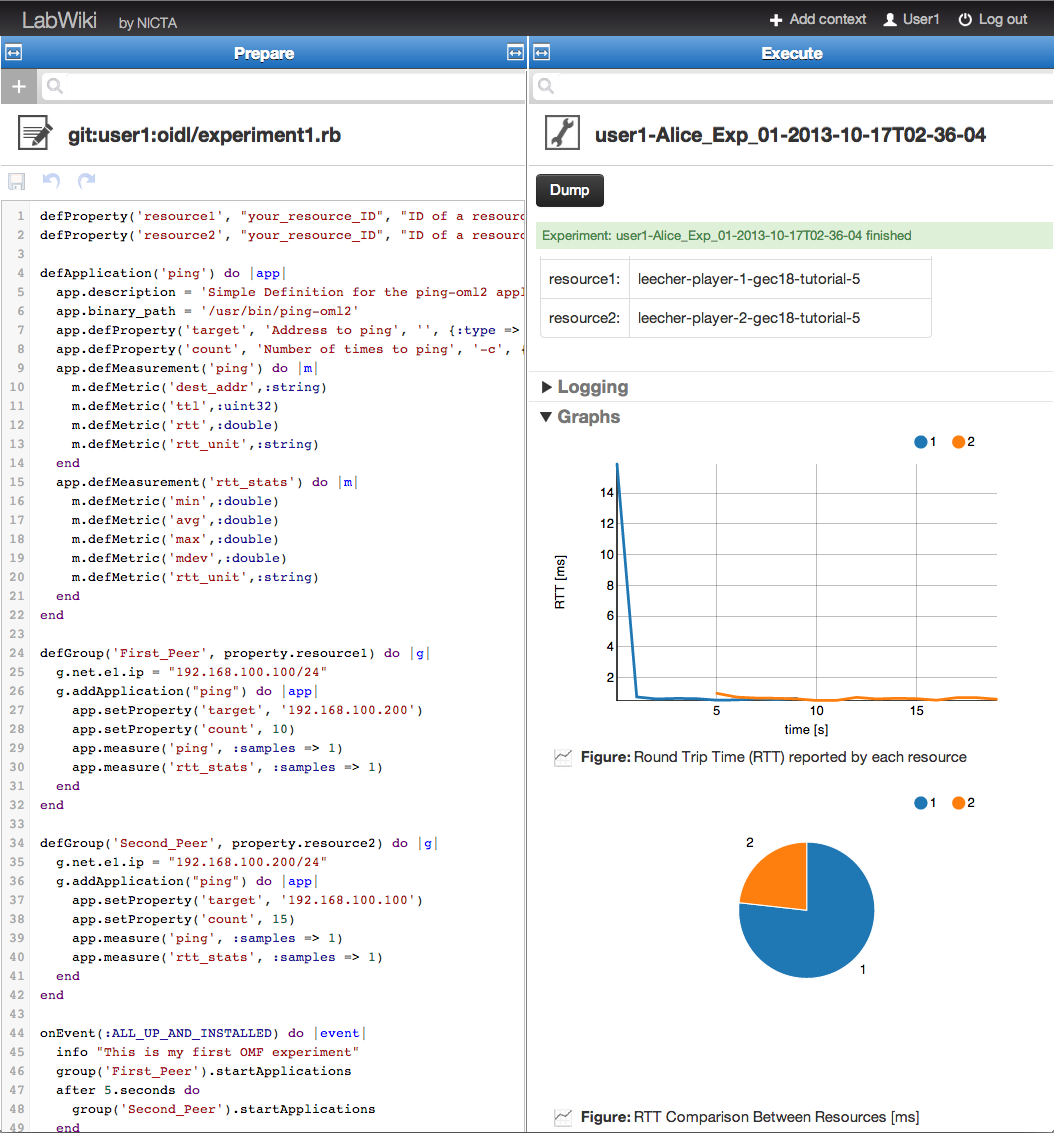 LabWiki by NICTA
Add context User1 Log out
Prepare
git:user1:oidl/experiment1.rb
1 defProperty('resource1', "your_resource_ID", "ID of a resour
2 defProperty('resource2', "your_resource_ID", "ID of a resour
3
4 defApplication('ping') do |app|
5 app.description = 'Simple Definition for the ping-oml2 appl
6 app.binary_path = '/usr/bin/ping-oml2'
7 app.defProperty('target', 'Address to ping', '', {:type =>
8 app.defProperty('count', 'Number of times to ping', '-c', {
9 app.defMeasurement('ping') do |m|
10 m.defMetric('dest_addr',:string)
11 m.defMetric('ttl',:uint32)
12 m.defMetric('rtt',:double)
13 m.defMetric('rtt_unit',:string)
14 end
15 app.defMeasurement('rtt_stats') do |m|
16 m.defMetric('min',:double)
17 m.defMetric('avg',:double)
18 m.defMetric('max',:double)
19 m.defMetric('mdev',:double)
20 m.defMetric('rtt_unit',:string)
21 end
22 end
23
24 defGroup('First_Peer', property.resource1) do |g|
25 g.net.e1.ip = "192.168.100.100/24"
26 g.addApplication("ping") do |app|
27 app.setProperty('target', '192.168.100.200')
28 app.setProperty('count', 10)
29 app.measure('ping', :samples => 1)
30 app.measure('rtt_stats', :samples => 1)
31 end
32 end
33
34 defGroup('Second_Peer', property.resource2) do |g|
35 g.net.e1.ip = "192.168.100.200/24"
36 g.addApplication("ping") do |app|
37 app.setProperty('target', '192.168.100.100')
38 app.setProperty('count', 15)
39 app.measure('ping', :samples => 1)
40 app.measure('rtt_stats', :samples => 1)
41 end
42 end
43
44 onEvent(:ALL_UP_AND_INSTALLED) do |event|
45 info "This is my first OMF experiment"
46 group('First_Peer').startApplications
47 after 5.seconds do
48 group('Second_Peer').startApplications
49 end
Execute
user1-Alice_Exp_01-2013-10-17T02-36-04
Dump
Experiment: user1-Alice_Exp_01-2013-10-17T02-36-04 finished
resource1: leecher-player-1-gec18-tutorial-5
resource2: leecher-player-2-gec18-tutorial-5
Logging
Graphs
1 2
14
12
10
8
6
4
2
RTT [ms]
5 10 15
time [s]
Figure: Round Trip Time (RTT) reported by each resource
1 2
2
1
Figure: RTT Comparison Between Resources [ms]